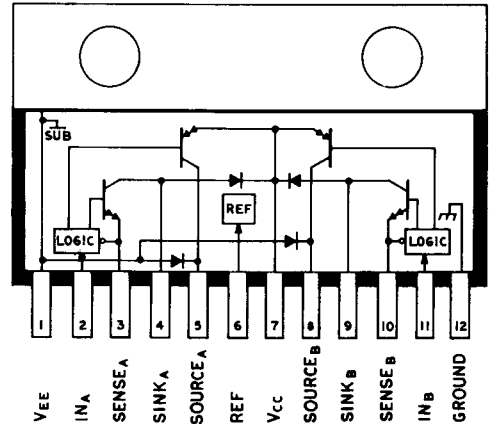 SUB
REF
LOGIC
LOGIC
1 2 3 4 5 6 7 8 9 10 11 12
VEE
INA
SENSEA
SINKA
SOURCEA
REF
VCC
SOURCEB
SINKB
SENSEB
INB
GROUND